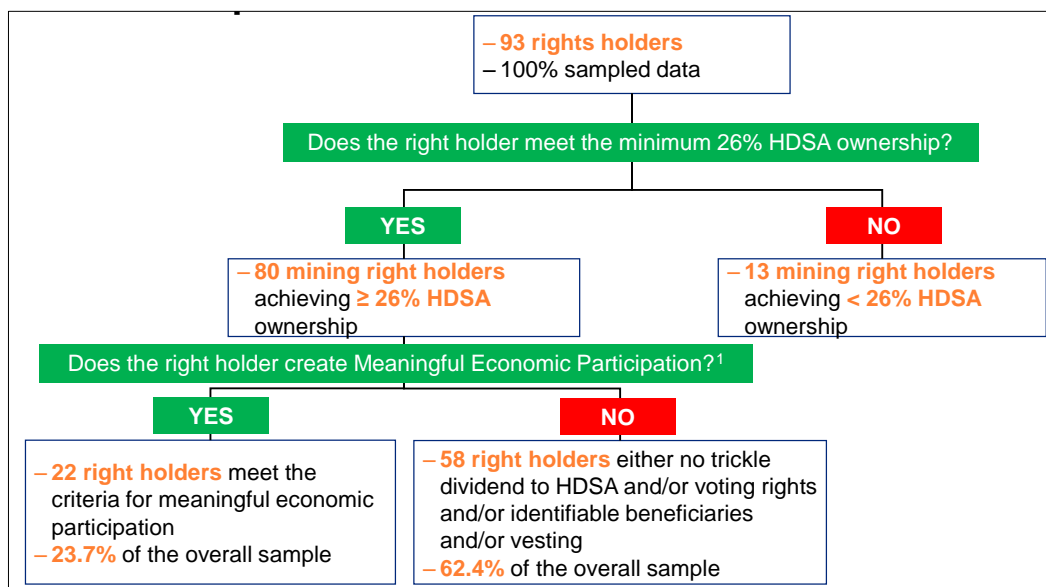 – 93 rights holders
– 100% sampled data
Does the right holder meet the minimum 26% HDSA ownership?
YES
NO
– 80 mining right holders
achieving ≥ 26% HDSA
ownership
– 13 mining right holders
achieving < 26% HDSA
ownership
Does the right holder create Meaningful Economic Participation?¹
YES
NO
– 22 right holders meet the
criteria for meaningful economic
participation
– 23.7% of the overall sample
– 58 right holders either no trickle
dividend to HDSA and/or voting rights
and/or identifiable beneficiaries
and/or vesting
– 62.4% of the overall sample